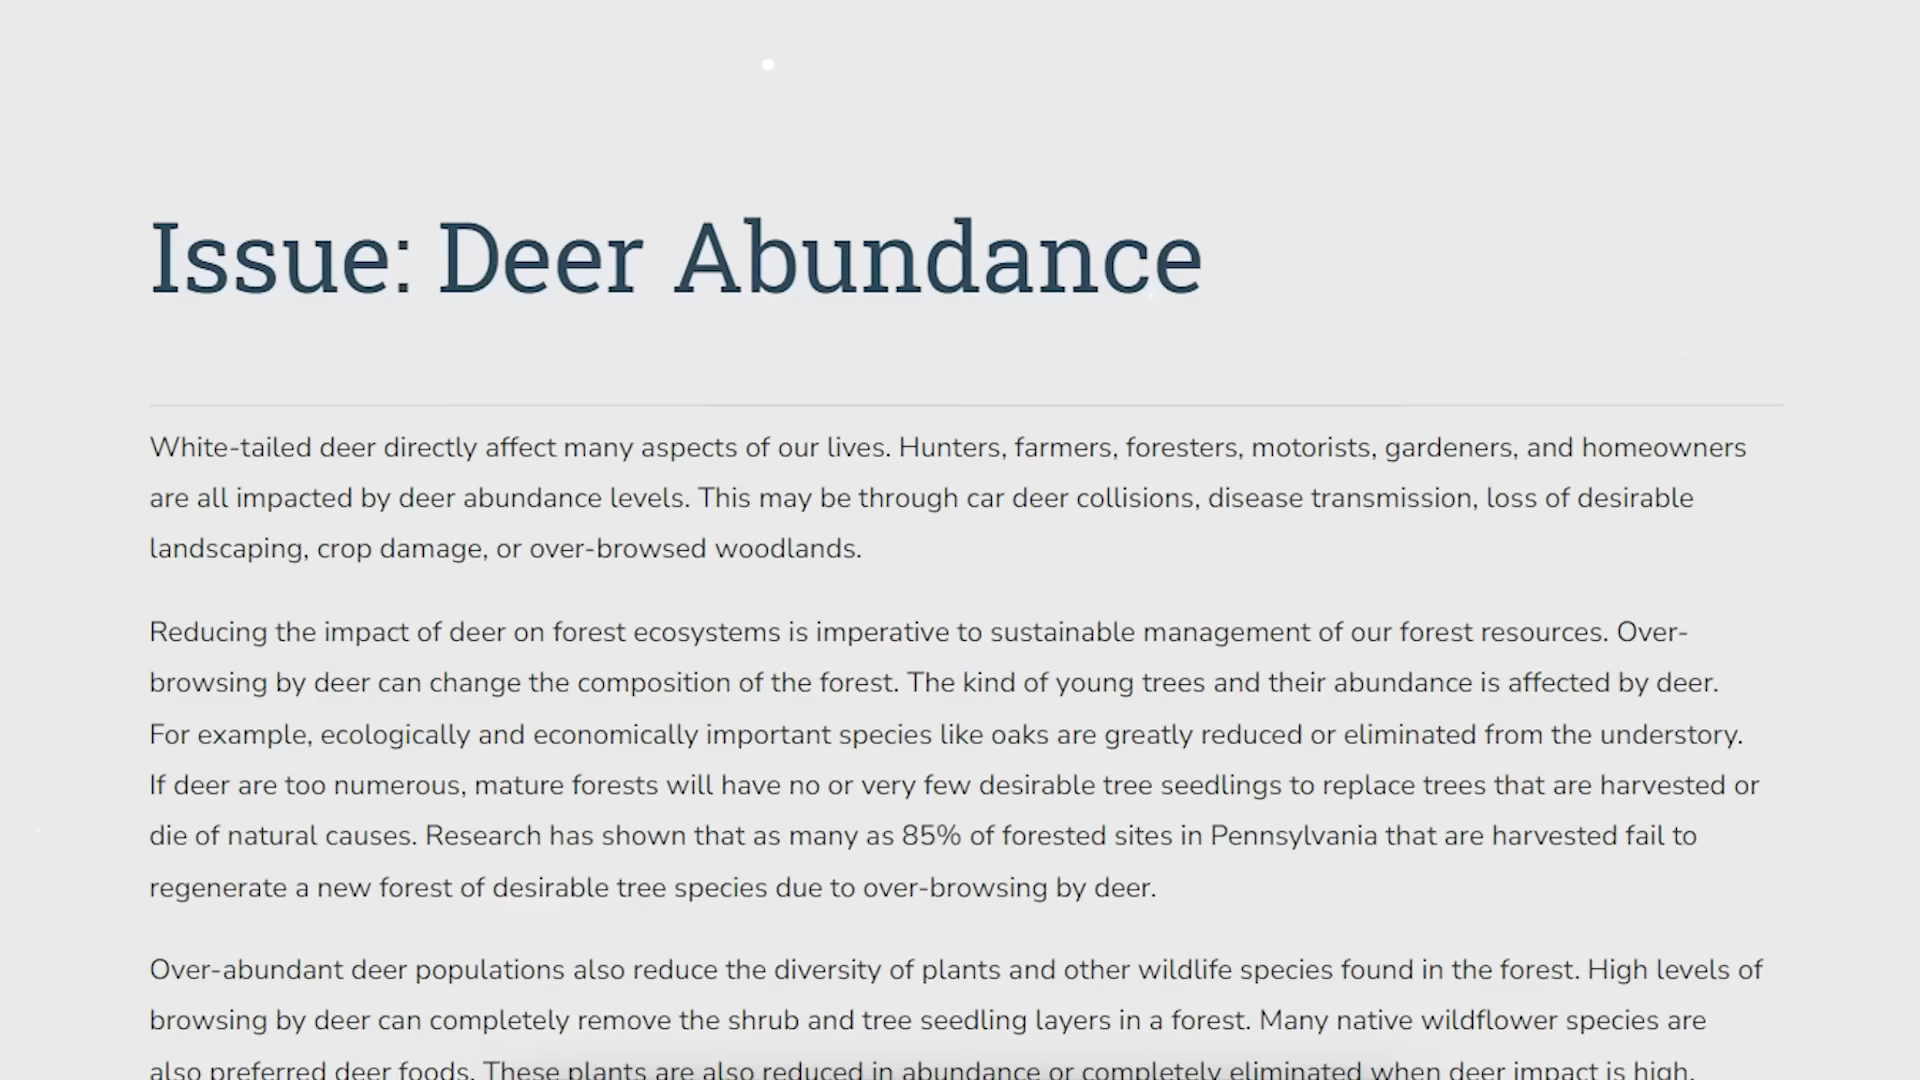 Issue: Deer Abundance
White-tailed deer directly affect many aspects of our lives. Hunters, farmers, foresters, motorists, gardeners, and homeowners
are all impacted by deer abundance levels. This may be through car deer collisions, disease transmission, loss of desirable
landscaping, crop damage, or over-browsed woodlands.
Reducing the impact of deer on forest ecosystems is imperative to sustainable management of our forest resources. Over-
browsing by deer can change the composition of the forest. The kind of young trees and their abundance is affected by deer.
For example, ecologically and economically important species like oaks are greatly reduced or eliminated from the understory.
If deer are too numerous, mature forests will have no or very few desirable tree seedlings to replace trees that are harvested or
die of natural causes. Research has shown that as many as 85% of forested sites in Pennsylvania that are harvested fail to
regenerate a new forest of desirable tree species due to over-browsing by deer.
Over-abundant deer populations also reduce the diversity of plants and other wildlife species found in the forest. High levels of
browsing by deer can completely remove the shrub and tree seedling layers in a forest. Many native wildflower species are
also preferred deer foods. These plants are also reduced in abundance or completely eliminated when deer impact is high.